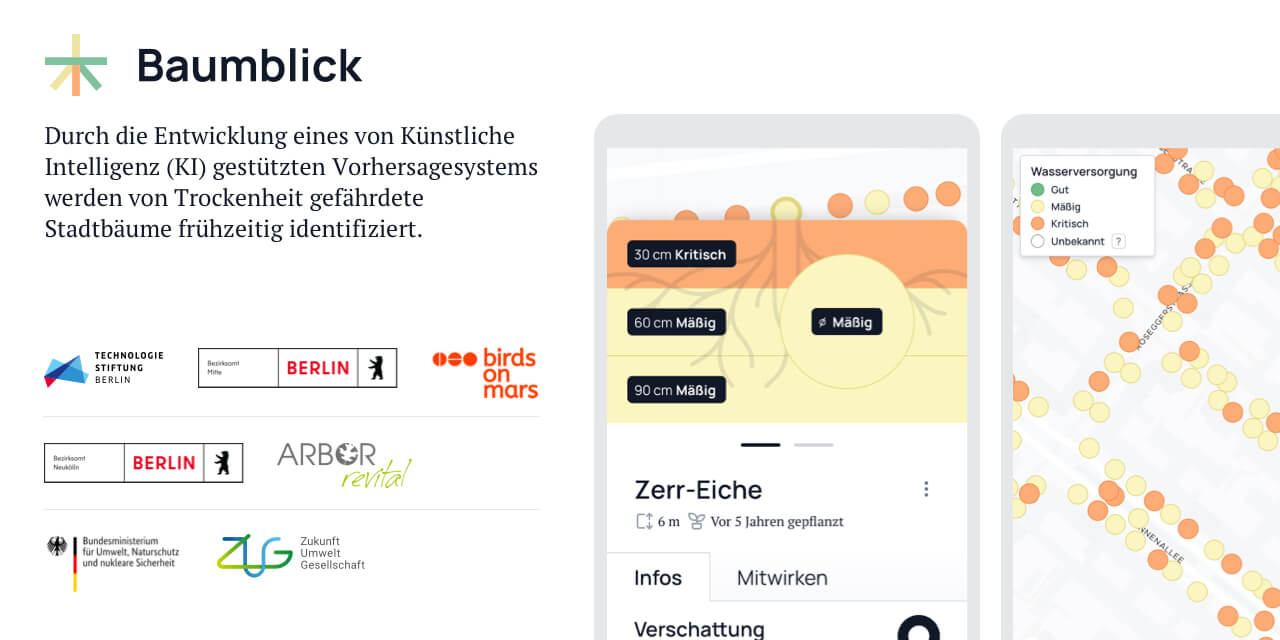 Baumblick
Durch die Entwicklung eines von Künstliche
Intelligenz (KI) gestützten Vorhersagesystems
werden von Trockenheit gefährdete
Stadtbäume frühzeitig identifiziert.
TECHNOLOGIE
STIFTUNG
BERLIN
Bezirksamt
Mitte
BERLIN
birds
on
mars
Bezirksamt
Neukölln
BERLIN
ARBOR
revital
Bundesministerium
für Umwelt, Naturschutz
und nukleare Sicherheit
ZUG
Zukunft
Umwelt
Gesellschaft
30 cm Kritisch
60 cm Mäßig
ø Mäßig
90 cm Mäßig
Zerr-Eiche
6 m
Vor 5 Jahren gepflanzt
Infos
Mitwirken
Verschattung
Wasserversorgung
Gut
Mäßig
Kritisch
Unbekannt ?